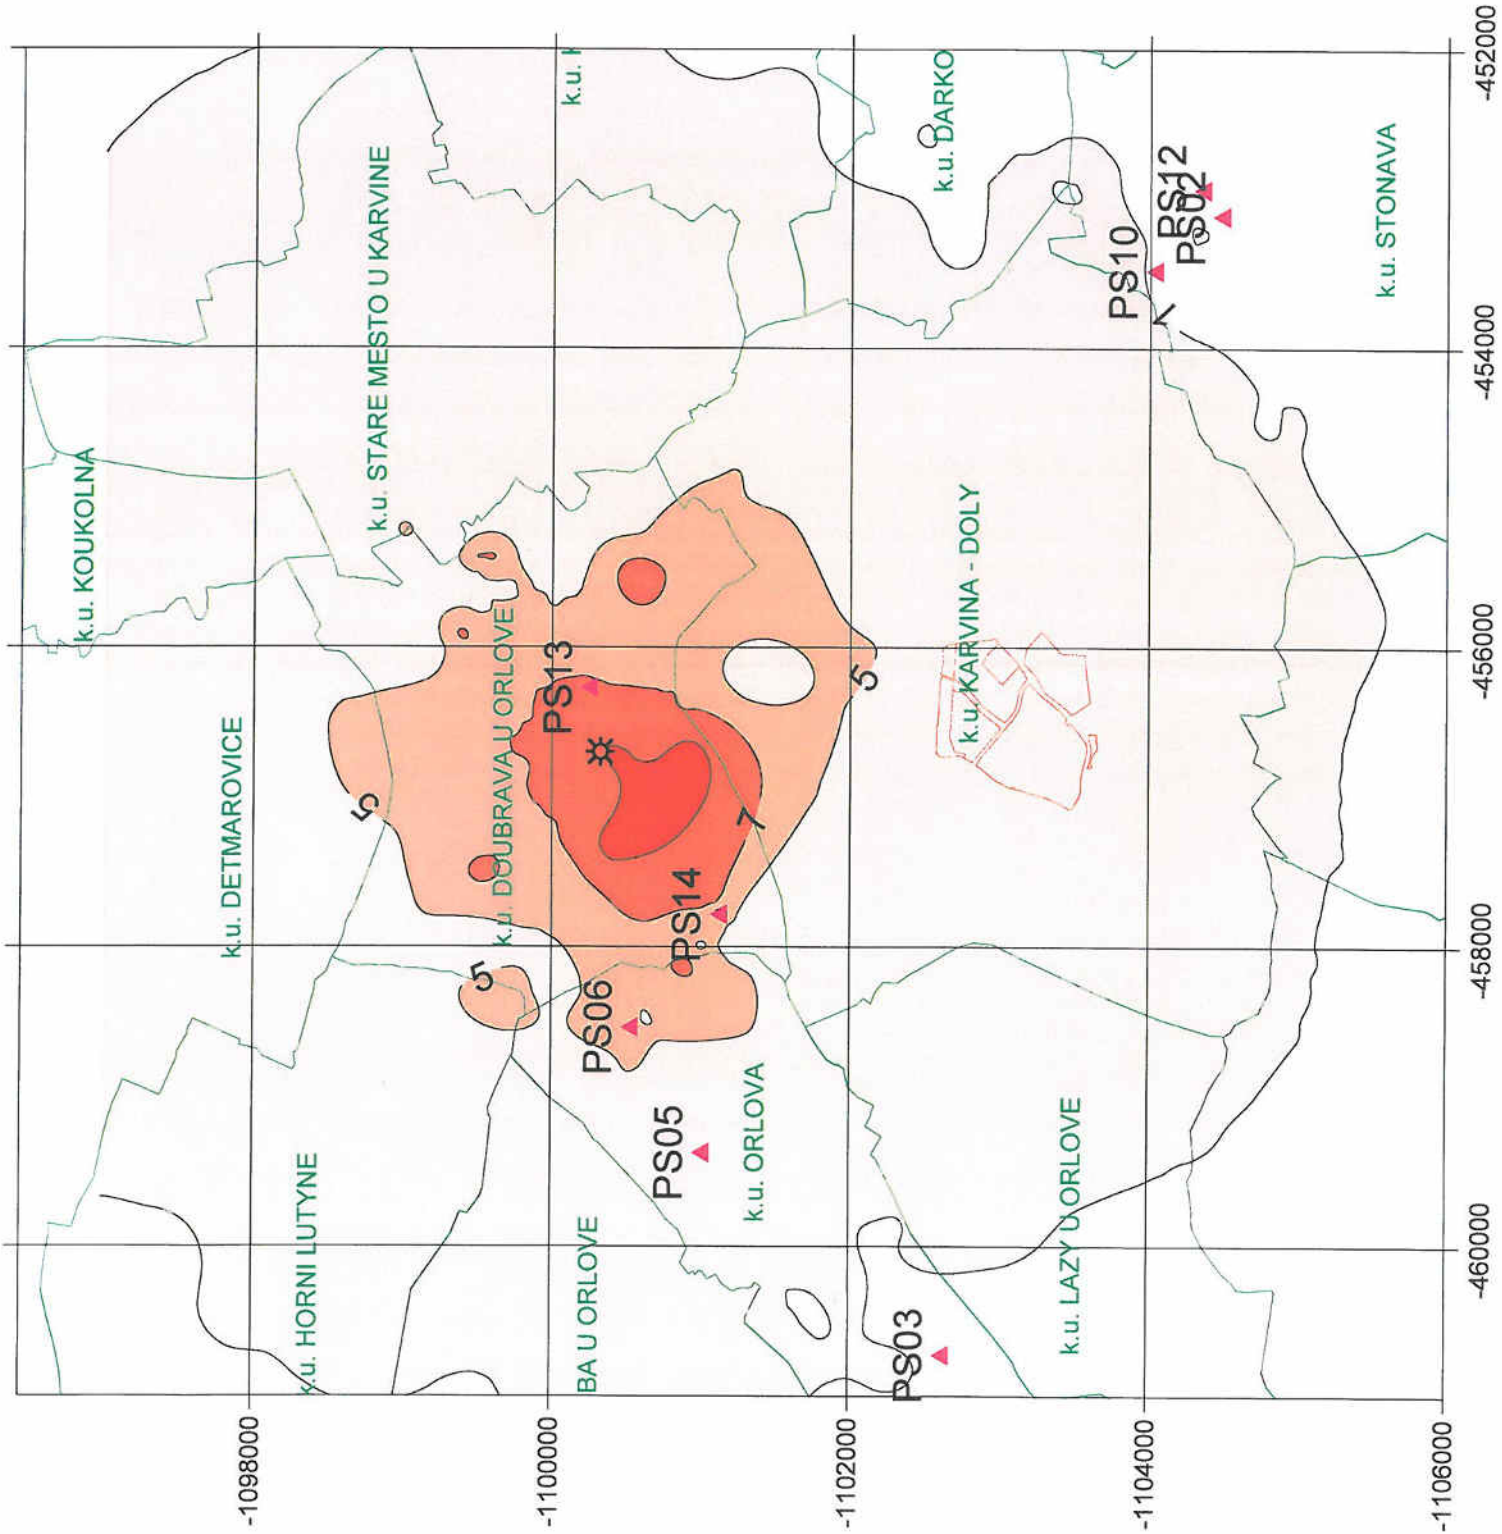 k.u. KOUKOLNA
k.u. STARE MESTO U KARVINE
k.u.
k.u. DARKO
k.u. DETMAROVICE
k.u. DOUBRAVA U ORLOVE
k.u. HORNI LUTYNE
BA U ORLOVE
k.u. ORLOVA
k.u. LAZY U ORLOVE
k.u. KARVINA - DOLY
k.u. STONAVA
PS03
PS05
PS06
PS14
PS13
PS10
PS12
PS02
5
5
5
7
-1098000
-1100000
-1102000
-1104000
-1106000
-460000
-458000
-456000
-454000
-452000